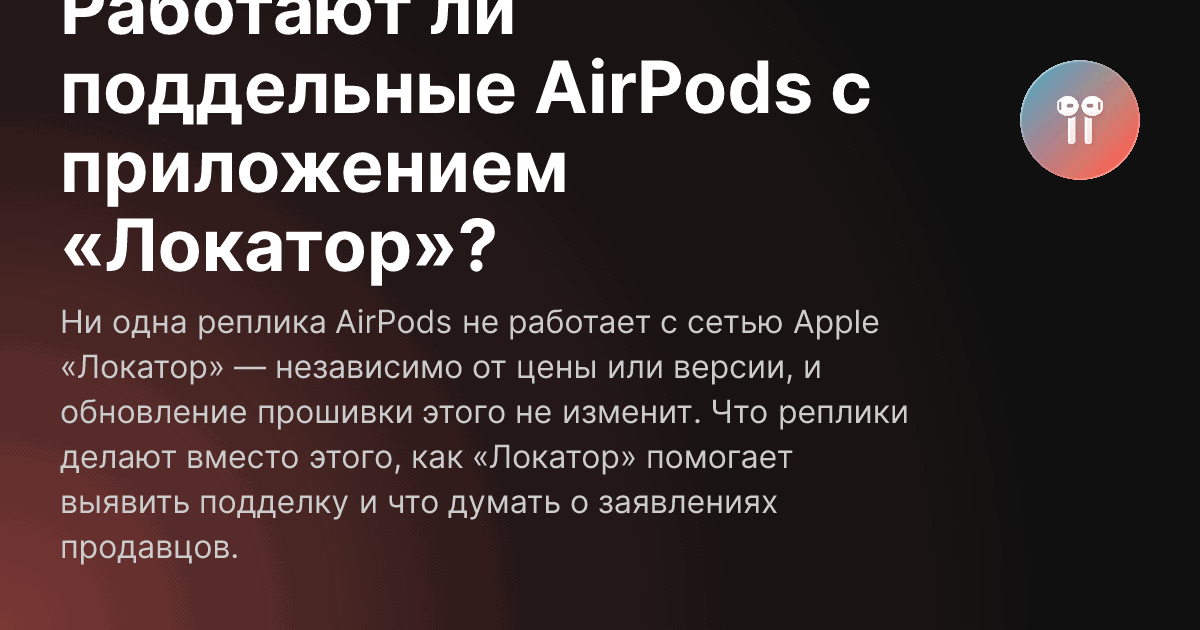 Работают ли
поддельные AirPods с
приложением
«Локатор»?
Ни одна реплика AirPods не работает с сетью Apple
«Локатор» — независимо от цены или версии, и
обновление прошивки этого не изменит. Что реплики
делают вместо этого, как «Локатор» помогает
выявить подделку и что думать о заявлениях
продавцов.